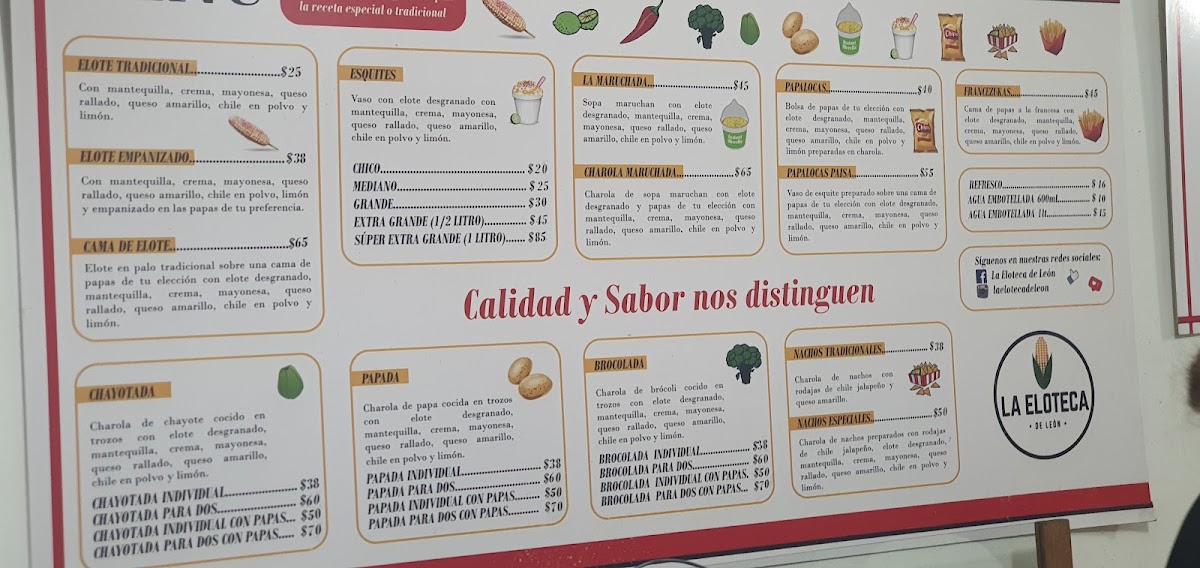 la receta especial o tradicional
ELOTE TRADICIONAL............................$25
Con mantequilla, crema, mayonesa, queso
rallado, queso amarillo, chile en polvo y
limón.
ELOTE EMPANIZADO............................$38
Con mantequilla, crema, mayonesa, queso
rallado, queso amarillo, chile en polvo, limón
y empanizado en las papas de tu preferencia.
CAMA DE ELOTE............................$65
Elote en palo tradicional sobre una cama de
papas de tu elección con elote desgranado,
mantequilla, crema, mayonesa, queso
rallado, queso amarillo, chile en polvo y
limón.
ESQUITES
Vaso con elote desgranado con
mantequilla, crema, mayonesa,
queso rallado, queso amarillo,
chile en polvo y limón.
CHICO............................$20
MEDIANO............................$25
GRANDE............................$30
EXTRA GRANDE (1/2 LITRO)............$45
SÚPER EXTRA GRANDE (1 LITRO)....... $85
LA MARUCHADA............................$45
Sopa maruchan con elote
desgranado, mantequilla, crema,
mayonesa, queso rallado, queso
amarillo, chile en polvo y limón.
CHAROLA MARUCHADA................$65
Charola de sopa maruchan con elote
desgranado y papas de tu elección con
mantequilla, crema, mayonesa, queso
rallado, queso amarillo, chile en polvo y
limón.
PAPALOCAS............................$40
Bolsa de papas de tu elección con
elote desgranado, mantequilla,
crema, mayonesa, queso rallado,
queso amarillo, chile en polvo y
limón preparadas en charola.
PAPALOCAS PAISA..................$55
Vaso de esquite preparado sobre una cama de
papas de tu elección con elote desgranado,
mantequilla, crema, mayonesa, queso
rallado, queso amarillo, chile en polvo y
limón.
FRANCEZUKAS............................$45
Cama de papas a la francesa con
elote desgranado, mantequilla,
crema, mayonesa, queso rallado,
queso amarillo, chile en polvo y limón.
REFRESCO............................$16
AGUA EMBOTELLADA 600mL............$10
AGUA EMBOTELLADA 1lt................$15
Síguenos en nuestras redes sociales:
La Eloteca de León
laelotecadeleon
Calidad y Sabor nos distinguen
CHAYOTADA
Charola de chayote cocido en
trozos con elote desgranado,
mantequilla, crema, mayonesa,
queso rallado, queso amarillo,
chile en polvo y limón.
CHAYOTADA INDIVIDUAL................$38
CHAYOTADA PARA DOS................$60
CHAYOTADA INDIVIDUAL CON PAPAS... $50
CHAYOTADA PARA DOS CON PAPAS..... $70
PAPADA
Charola de papa cocida en trozos
con elote desgranado,
mantequilla, crema, mayonesa,
queso rallado, queso amarillo,
chile en polvo y limón.
PAPADA INDIVIDUAL................$38
PAPADA PARA DOS................$60
PAPADA INDIVIDUAL CON PAPAS.........$50
PAPADA PARA DOS CON PAPAS.......... $70
BROCOLADA
Charola de brócoli cocido en
trozos con elote desgranado,
mantequilla, crema, mayonesa,
queso rallado, queso amarillo,
chile en polvo y limón.
BROCOLADA INDIVIDUAL................$38
BROCOLADA PARA DOS................$60
BROCOLADA INDIVIDUAL CON PAPAS. $50
BROCOLADA PARA DOS CON PAPAS... $70
NACHOS TRADICIONALES............$38
Charola de nachos con
rodajas de chile jalapeño y
queso amarillo.
NACHOS ESPECIALES................$50
Charola de nachos preparados con rodajas
de chile jalapeño, elote desgranado,
mantequilla, crema, mayonesa, queso
rallado, queso amarillo, chile en polvo y
limón.
LA ELOTECA
DE LEÓN